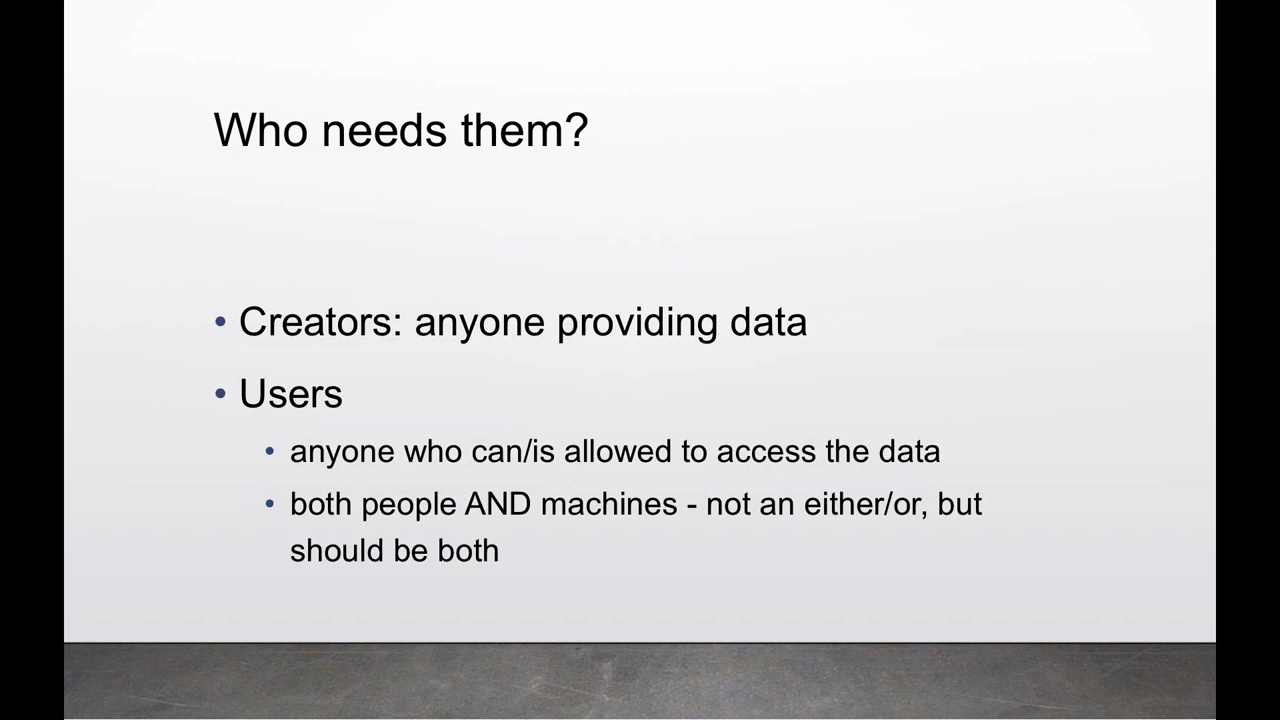 Who needs them?
• Creators: anyone providing data
• Users
• anyone who can/is allowed to access the data
• both people AND machines - not an either/or, but
should be both